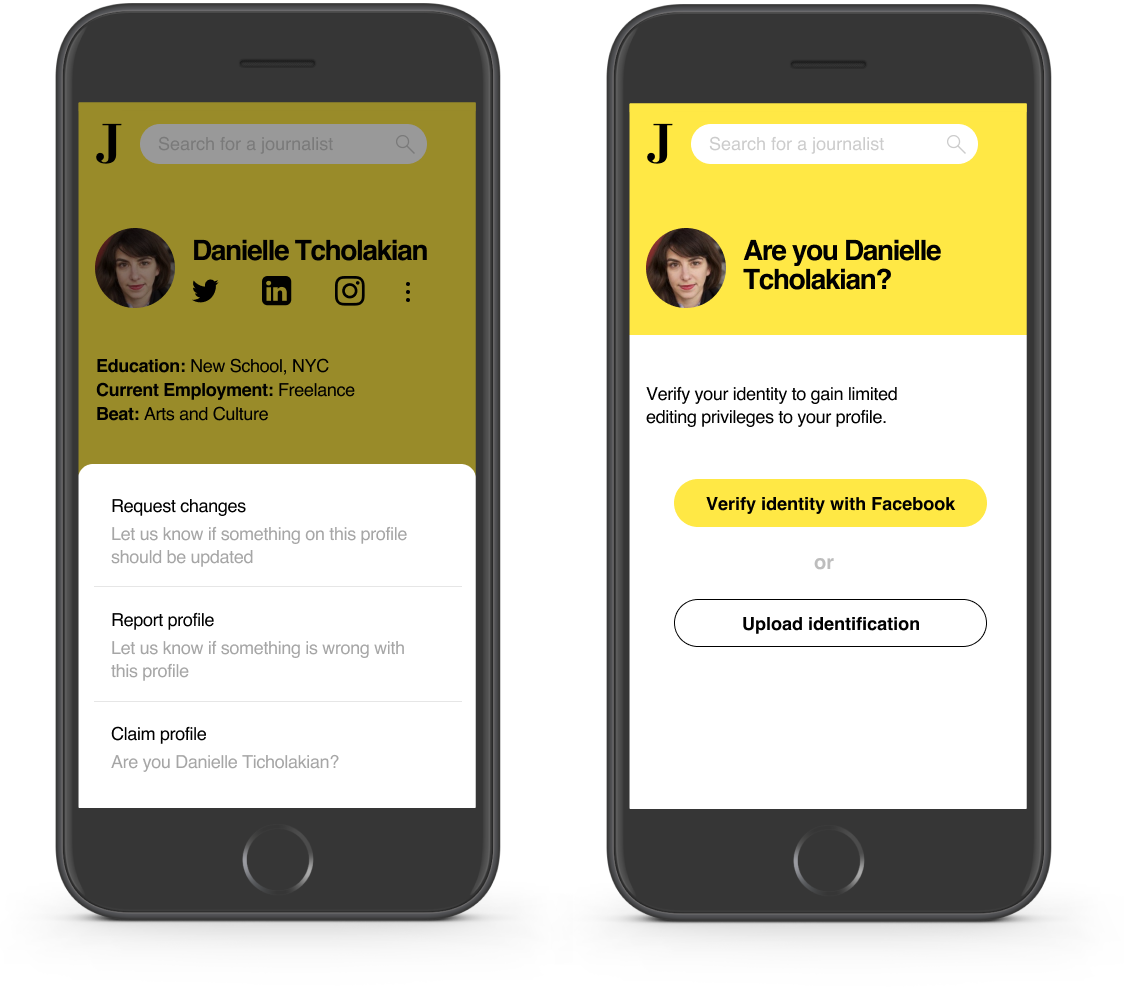 J
Search for a journalist
Danielle Tcholakian
Education: New School, NYC
Current Employment: Freelance
Beat: Arts and Culture
Request changes
Let us know if something on this profile
should be updated
Report profile
Let us know if something is wrong with
this profile
Claim profile
Are you Danielle Ticholakian?
J
Search for a journalist
Are you Danielle
Tcholakian?
Verify your identity to gain limited
editing privileges to your profile.
Verify identity with Facebook
or
Upload identification